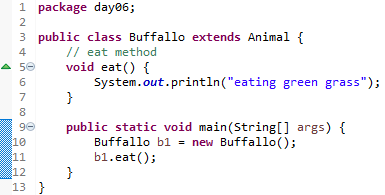 1 package day06;
2
3 public class Buffallo extends Animal {
4 // eat method
5 void eat() {
6 System.out.println("eating green grass");
7 }
8
9 public static void main(String[] args) {
10 Buffallo b1 = new Buffallo();
11 b1.eat();
12 }
13 }